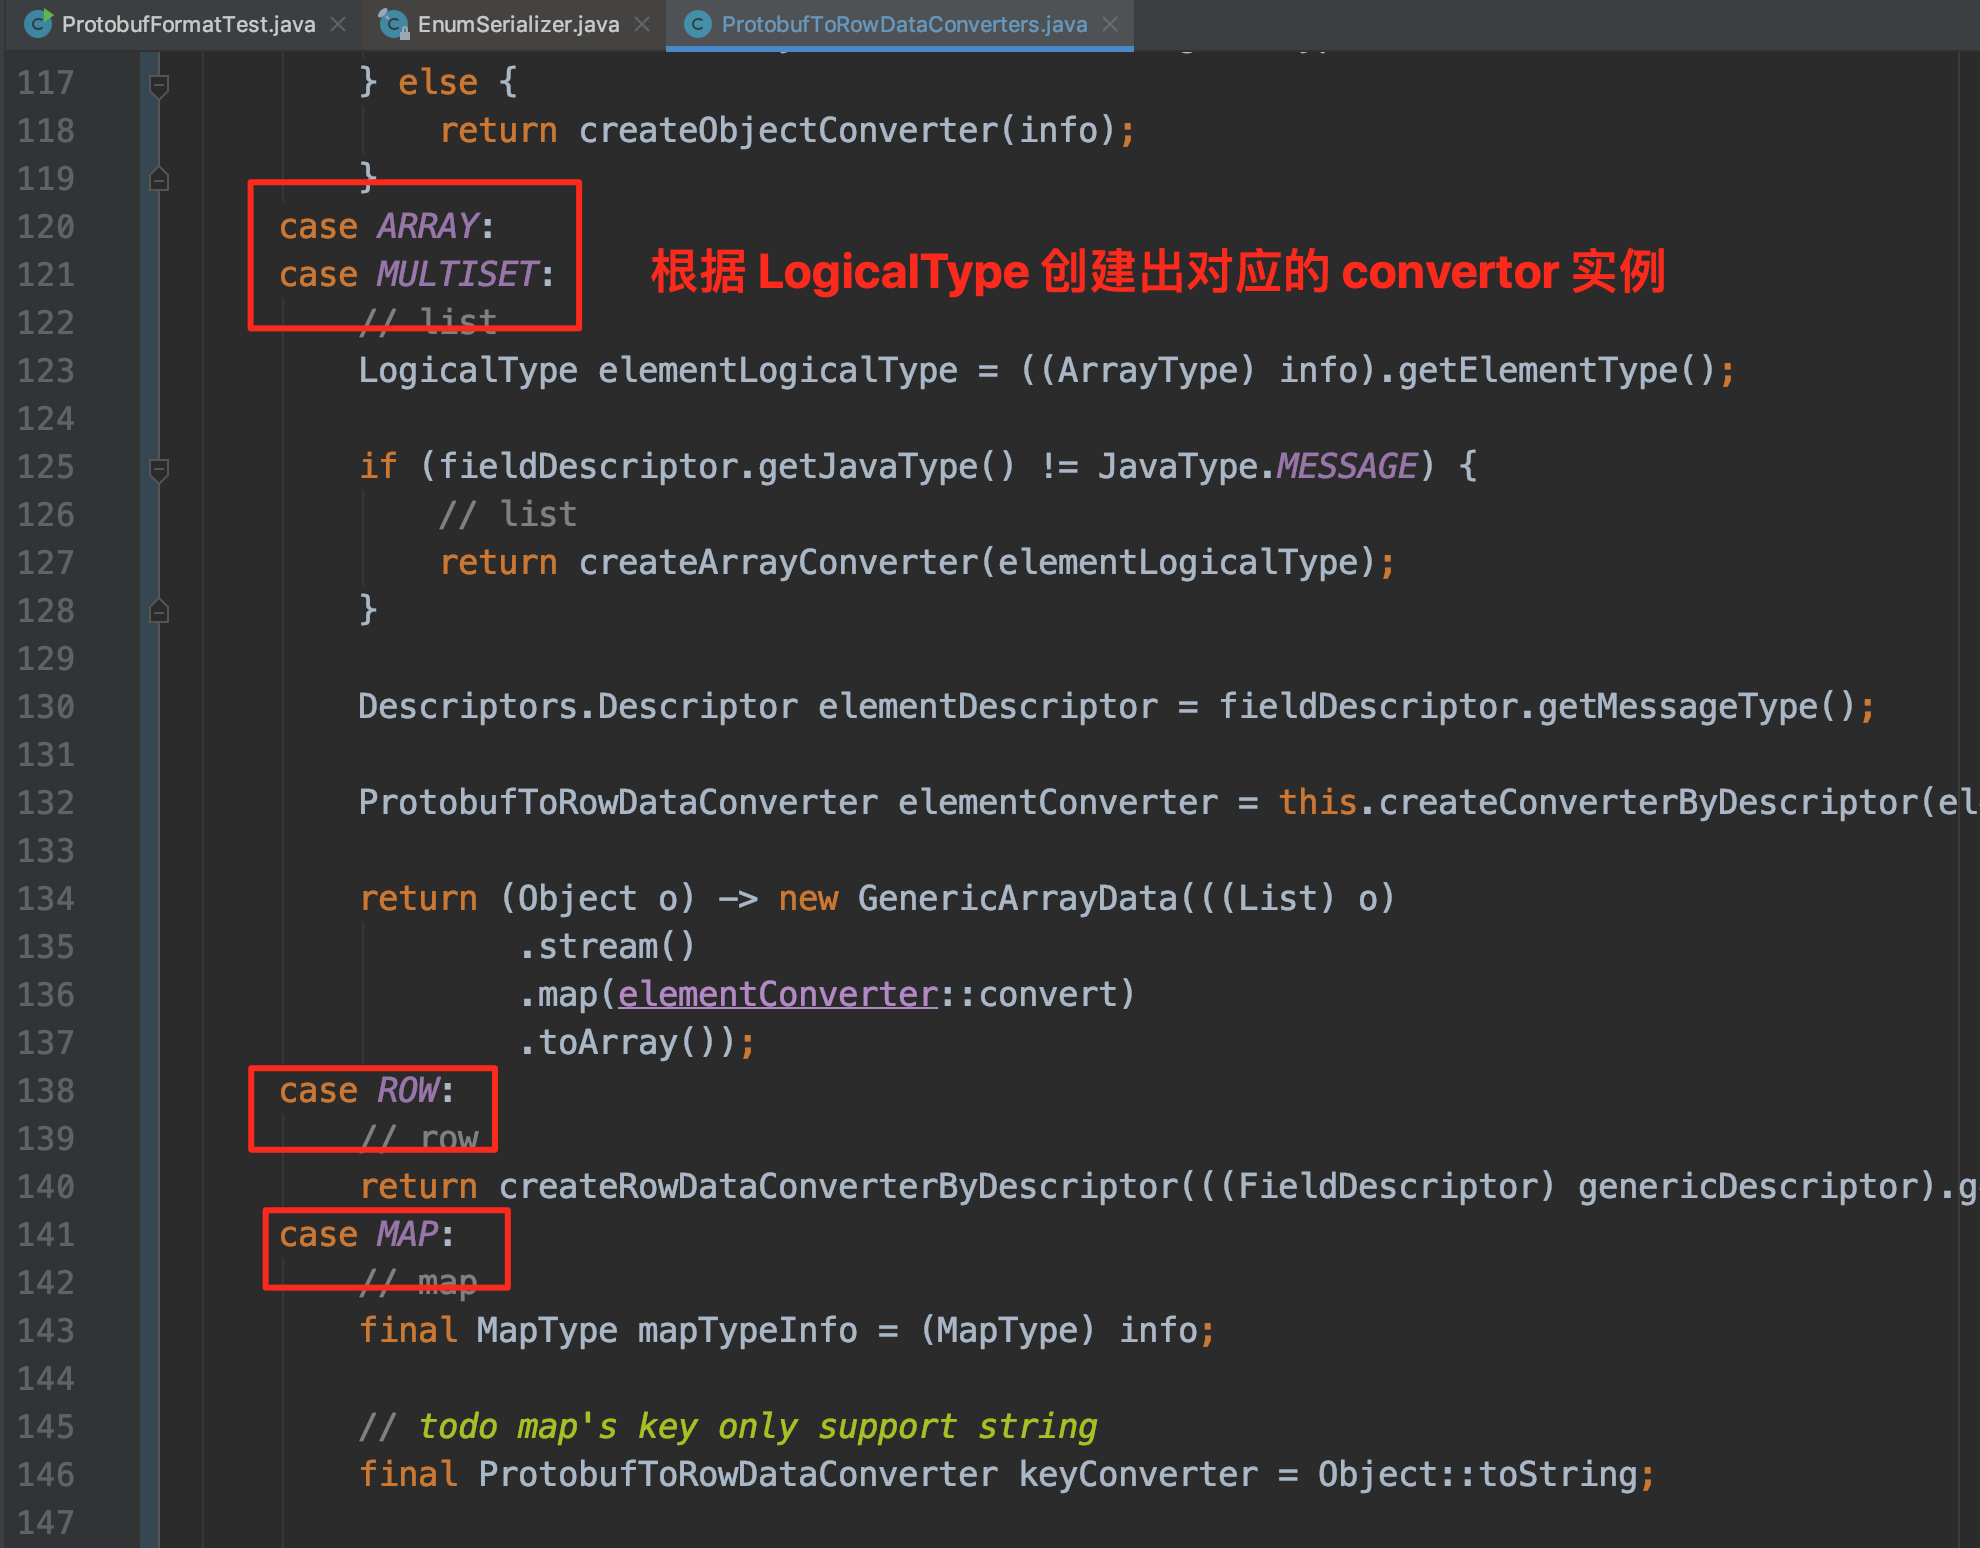 ProtobufFormatTest.java EnumSerializer.java ProtobufToRowDataConverters.java
117 } else {
118 return createObjectConverter(info);
119 }
120 case ARRAY:
121 case MULTISET:
根据 LogicalType 创建出对应的 convertor 实例
122 // list
123 LogicalType elementLogicalType = ((ArrayType) info).getElementType();
124
125 if (fieldDescriptor.getJavaType() != JavaType.MESSAGE) {
126 // list
127 return createArrayConverter(elementLogicalType);
128 }
129
130 Descriptors.Descriptor elementDescriptor = fieldDescriptor.getMessageType();
131
132 ProtobufToRowDataConverter elementConverter = this.createConverterByDescriptor(el
133
134 return (Object o) -> new GenericArrayData(((List) o)
135 .stream()
136 .map(elementConverter::convert)
137 .toArray());
138 case ROW:
139 // row
140 return createRowDataConverterByDescriptor(((FieldDescriptor) genericDescriptor).g
141 case MAP:
142 // map
143 final MapType mapTypeInfo = (MapType) info;
144
145 // todo map's key only support string
146 final ProtobufToRowDataConverter keyConverter = Object::toString;
147